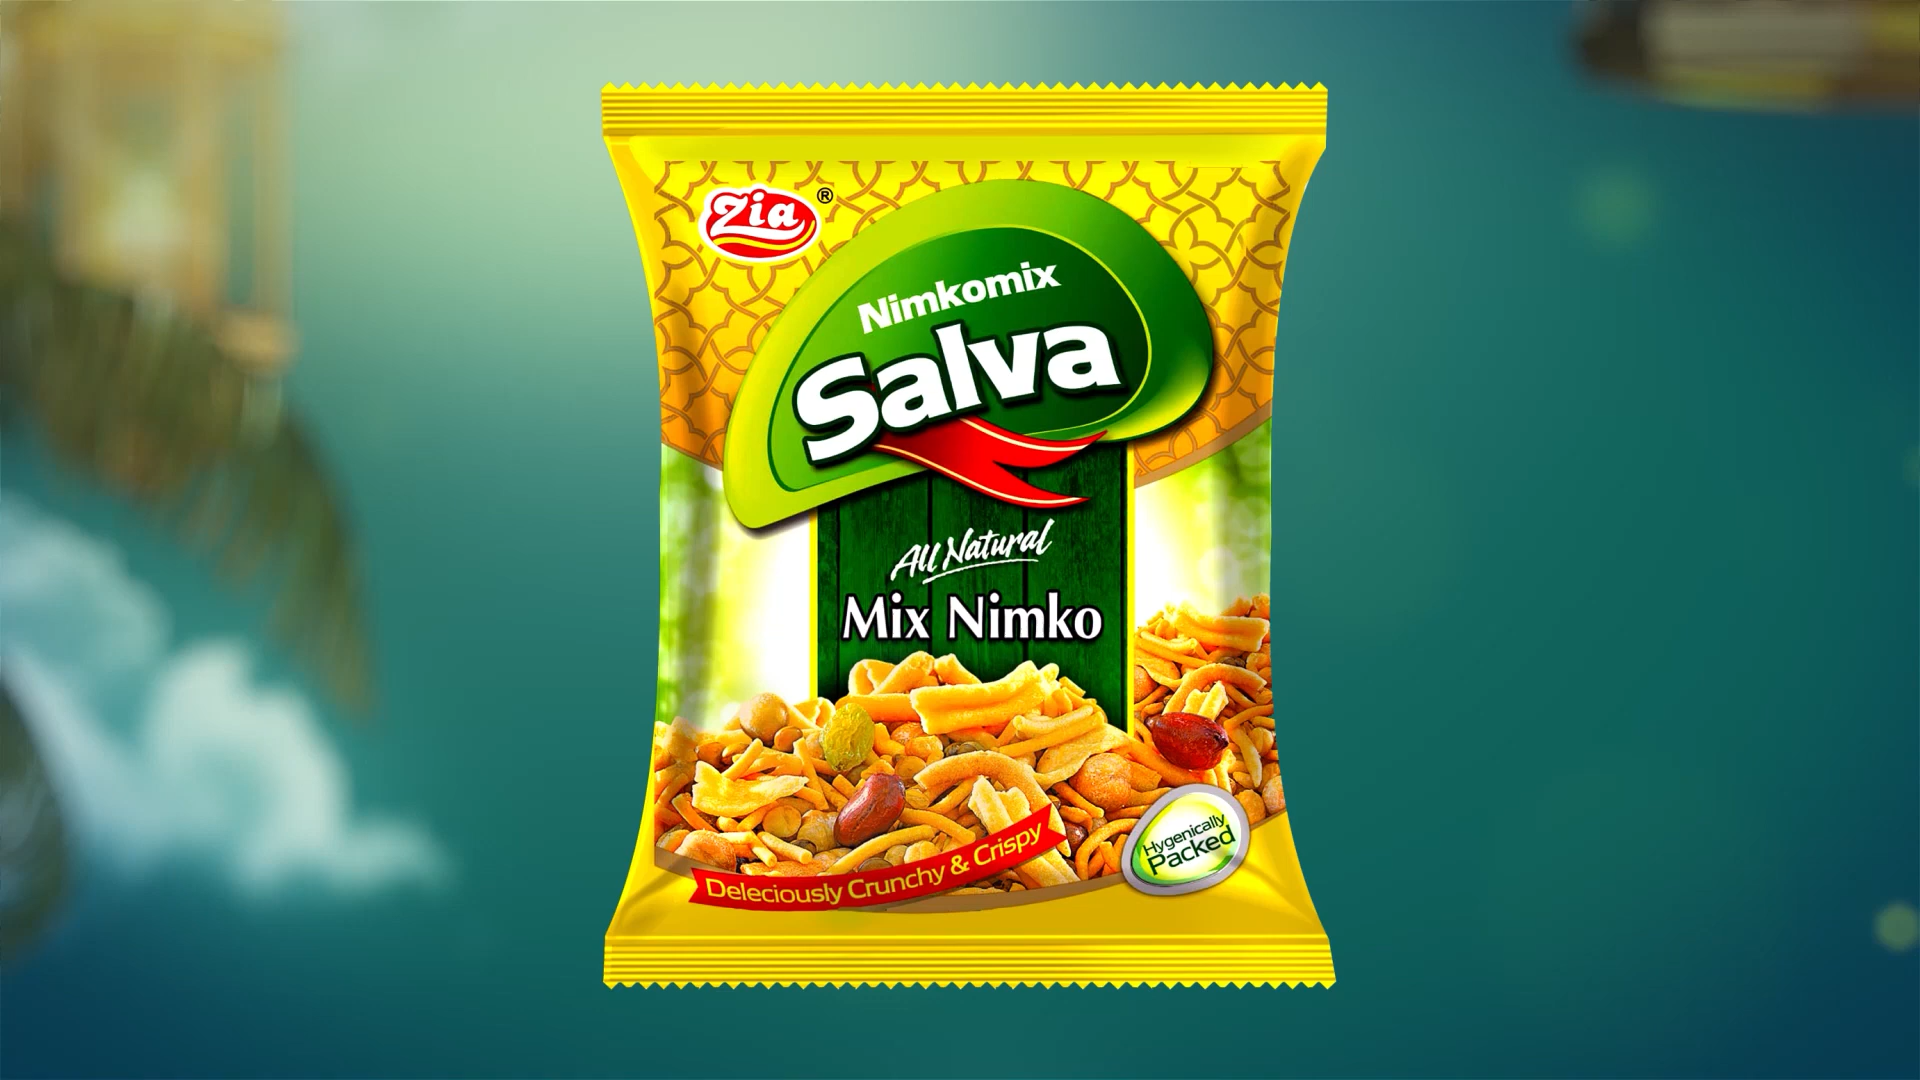 Zia ®
Nimkomix
Salva
All Natural
Mix Nimko
Deleciously Crunchy & Crispy
Hygenically
Packed